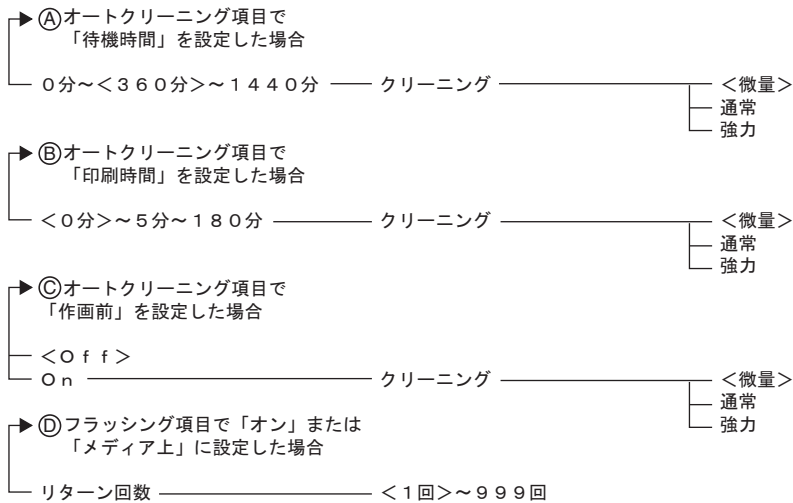 Ⓐオートクリーニング項目で
「待機時間」を設定した場合
０分～＜３６０分＞～１４４０分 クリーニング ＜微量＞
通常
強力
Ⓑオートクリーニング項目で
「印刷時間」を設定した場合
＜０分＞～５分～１８０分 クリーニング ＜微量＞
通常
強力
Ⓒオートクリーニング項目で
「作画前」を設定した場合
＜Ｏｆｆ＞
Ｏｎ クリーニング ＜微量＞
通常
強力
Ⓓフラッシング項目で「オン」または
「メディア上」に設定した場合
リターン回数 ＜１回＞～９９９回